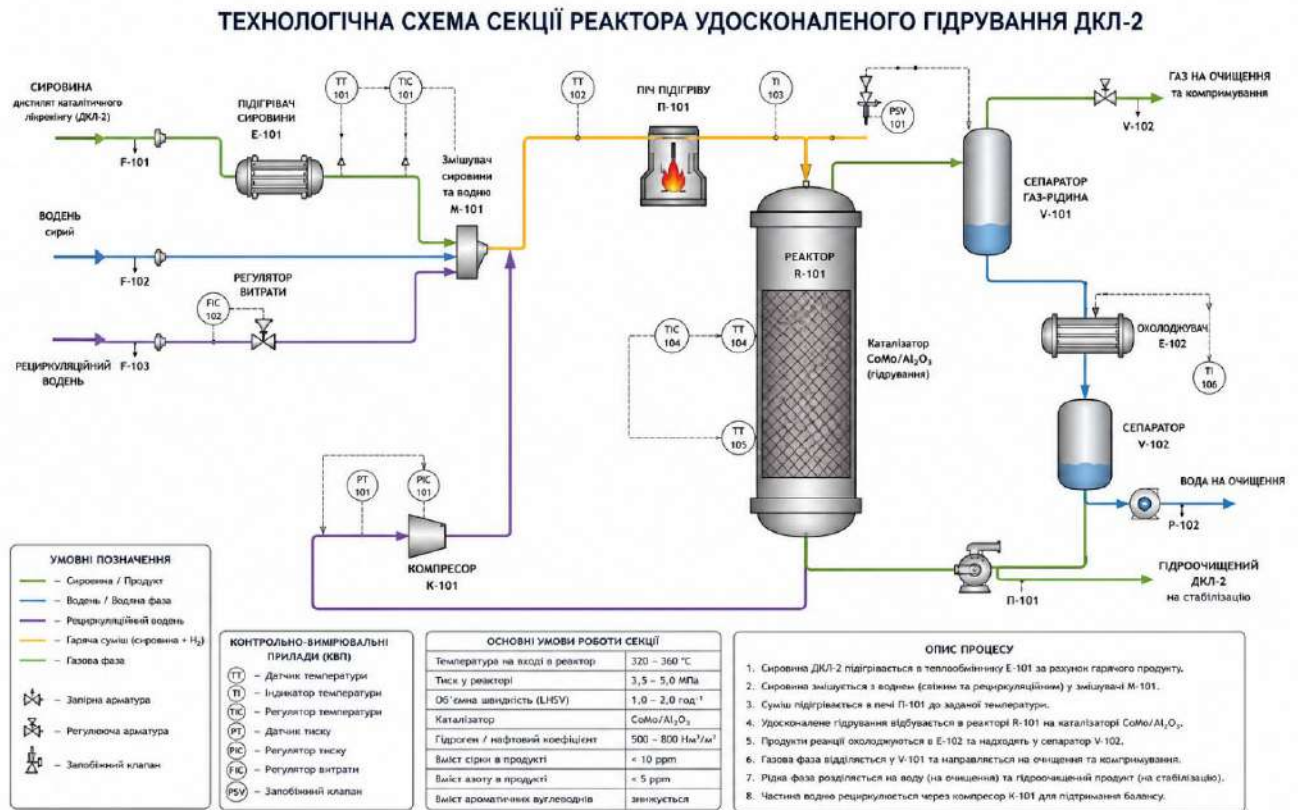 ТЕХНОЛОГІЧНА СХЕМА СЕКЦІЇ РЕАКТОРА УДОСКОНАЛЕНОГО ГІДРУВАННЯ ДКЛ-2
СИРОВИНА
дистилят каталітичного
лікрекінгу (ДКЛ-2)
F-101
ПІДІГРІВАЧ
СИРОВИНИ
E-101
TT
101
TIC
101
Змішувач
сировини
та водню
M-101
TT
102
ПІЧ ПІДІГРІВУ
П-101
TI
103
PSV
101
ГАЗ НА ОЧИЩЕННЯ
та компримування
V-102
СЕПАРАТОР
ГАЗ-РІДИНА
V-101
ВОДЕНЬ
сирий
F-102
РЕГУЛЯТОР
ВИТРАТИ
FIC
102
РЕЦИРКУЛЯЦІЙНИЙ
ВОДЕНЬ
F-103
РЕАКТОР
R-101
TIC
104
TT
104
TT
105
Каталізатор
CoMo/Al₂O₃
(гідрування)
ОХОЛОДЖУВАЧ
E-102
TI
106
СЕПАРАТОР
V-102
ВОДА НА ОЧИЩЕННЯ
P-102
PT
101
PIC
101
КОМПРЕСОР
K-101
П-101
ГІДРООЧИЩЕНИЙ
ДКЛ-2
на стабілізацію
УМОВНІ ПОЗНАЧЕННЯ
– Сировина / Продукт
– Водень / Водяна фаза
– Рециркуляційний водень
– Гаряча суміш (сировина + H₂)
– Газова фаза
– Запірна арматура
– Регулююча арматура
– Запобіжний клапан
КОНТРОЛЬНО-ВИМІРЮВАЛЬНІ
ПРИЛАДИ (КВП)
TT – Датчик температури
TI – Індикатор температури
TIC – Регулятор температури
PT – Датчик тиску
PIC – Регулятор тиску
FIC – Регулятор витрати
PSV – Запобіжний клапан
ОСНОВНІ УМОВИ РОБОТИ СЕКЦІЇ
Температура на вході в реактор 320 – 360 °C
Тиск у реакторі 3,5 – 5,0 МПа
Об'ємна швидкість (LHSV) 1,0 – 2,0 год⁻¹
Каталізатор CoMo/Al₂O₃
Гідроген / нафтовий коефіцієнт 500 – 800 Нм³/м³
Вміст сірки в продукті < 10 ppm
Вміст азоту в продукті < 5 ppm
Вміст ароматичних вуглеводнів знижується
ОПИС ПРОЦЕСУ
1. Сировина ДКЛ-2 підігрівається в теплообміннику E-101 за рахунок гарячого продукту.
2. Сировина змішується з воднем (свіжим та рециркуляційним) у змішувачі M-101.
3. Суміш підігрівається в печі П-101 до заданої температури.
4. Удосконалене гідрування відбувається в реакторі R-101 на каталізаторі CoMo/Al₂O₃.
5. Продукти реакції охолоджуються в E-102 та надходять у сепаратор V-102.
6. Газова фаза відділяється у V-101 та направляється на очищення та компримування.
7. Рідка фаза розділяється на воду (на очищення) та гідроочищений продукт (на стабілізацію).
8. Частина водню рециркулюється через компресор K-101 для підтримання балансу.